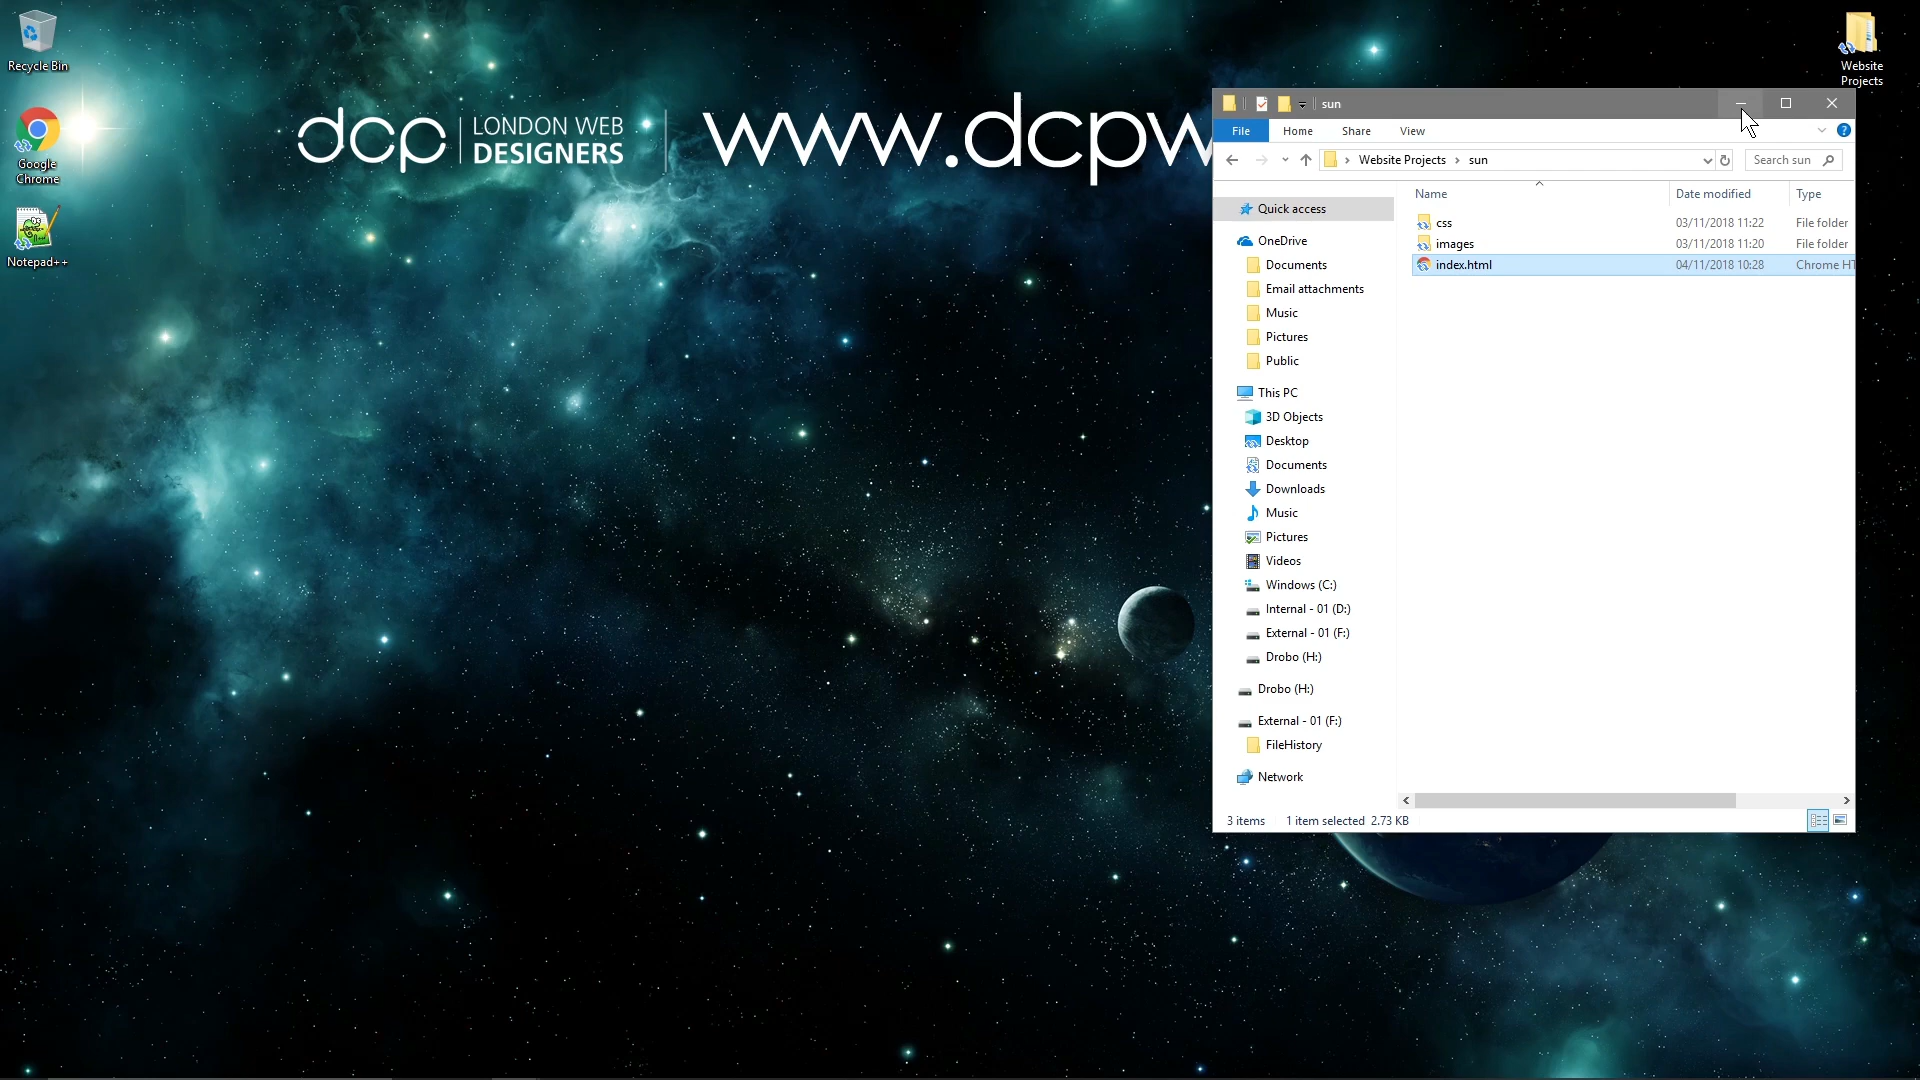 Recycle Bin
Google
Chrome
Notepad++
dcp
LONDON WEB
DESIGNERS
www.dcpw
Website
Projects
sun
File Home Share View
Website Projects › sun
Search sun
Name Date modified Type
Quick access
OneDrive
Documents
Email attachments
Music
Pictures
Public
This PC
3D Objects
Desktop
Documents
Downloads
Music
Pictures
Videos
Windows (C:)
Internal - 01 (D:)
External - 01 (F:)
Drobo (H:)
Drobo (H:)
External - 01 (F:)
FileHistory
Network
css 03/11/2018 11:22 File folder
images 03/11/2018 11:20 File folder
index.html 04/11/2018 10:28 Chrome HT
3 items 1 item selected 2.73 KB